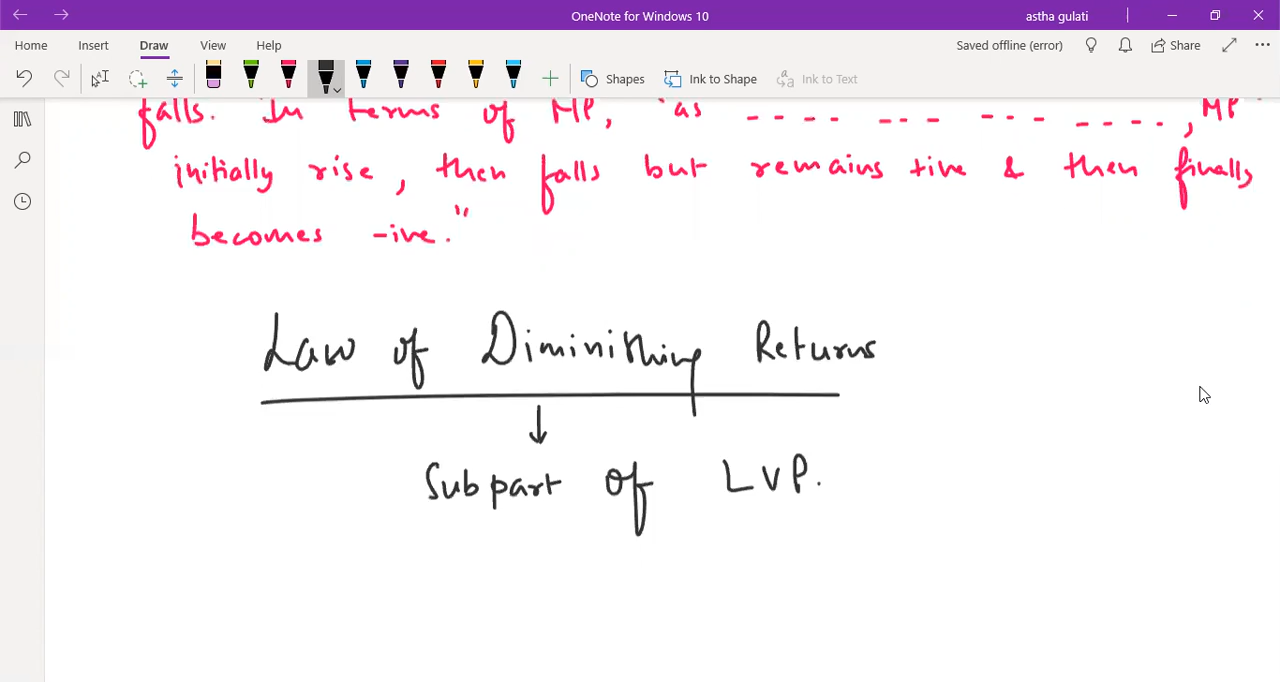 OneNote for Windows 10
astha gulati
Home Insert Draw View Help
Saved offline (error)
Share
Shapes
Ink to Shape
Ink to Text
falls. In terms of MP, "as ---- --- --- ----, MP
initially rise, then falls but remains +ive & then finally
becomes -ive."
Law of Diminithing Returns
↓
Subpart of LVP.